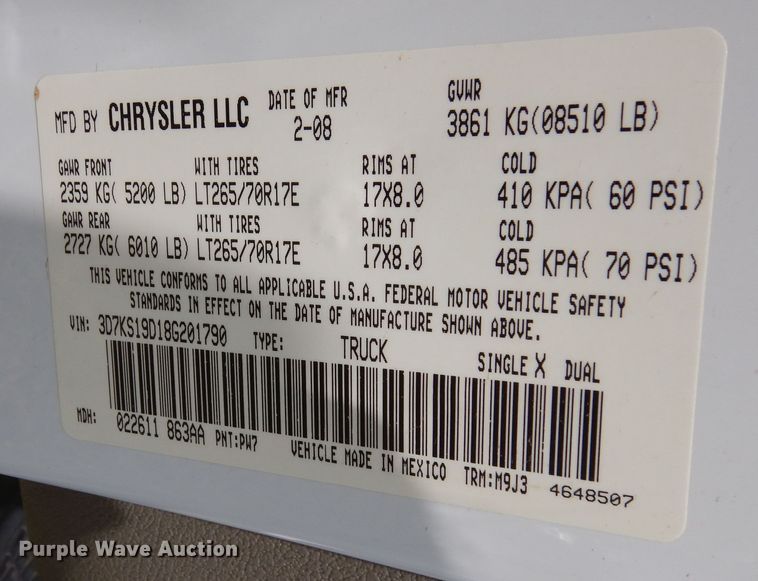 MFD BY CHRYSLER LLC DATE OF MFR GVWR
2-08 3861 KG(08510 LB)
GAWR FRONT WITH TIRES RIMS AT COLD
2359 KG( 5200 LB) LT265/70R17E 17X8.0 410 KPA( 60 PSI)
GAWR REAR WITH TIRES RIMS AT COLD
2727 KG( 6010 LB) LT265/70R17E 17X8.0 485 KPA( 70 PSI)
THIS VEHICLE CONFORMS TO ALL APPLICABLE U.S.A. FEDERAL MOTOR VEHICLE SAFETY
STANDARDS IN EFFECT ON THE DATE OF MANUFACTURE SHOWN ABOVE.
VIN: 3D7KS19D18G201790 TYPE: TRUCK SINGLE X DUAL
MDH: 022611 863AA PNT:PW7 VEHICLE MADE IN MEXICO TRM:M9J3 4648507
Purple Wave Auction